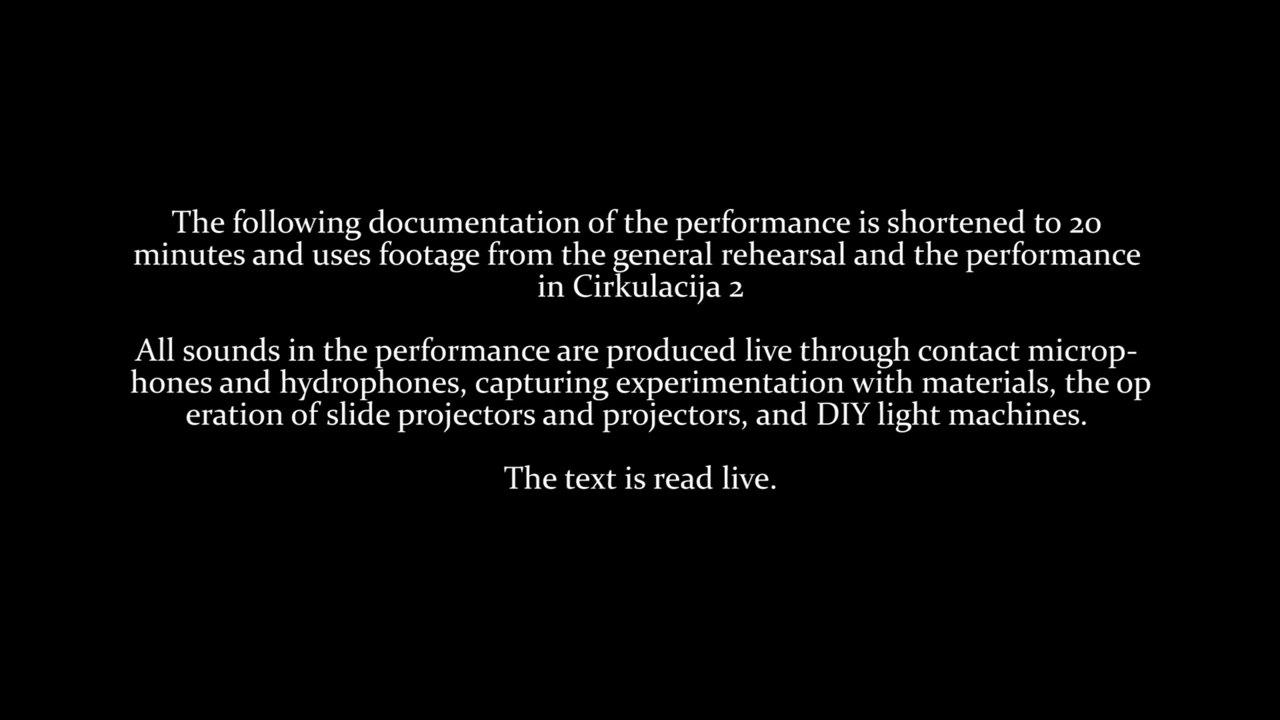 The following documentation of the performance is shortened to 20
minutes and uses footage from the general rehearsal and the performance
in Cirkulacija 2
All sounds in the performance are produced live through contact microp-
hones and hydrophones, capturing experimentation with materials, the op
eration of slide projectors and projectors, and DIY light machines.
The text is read live.